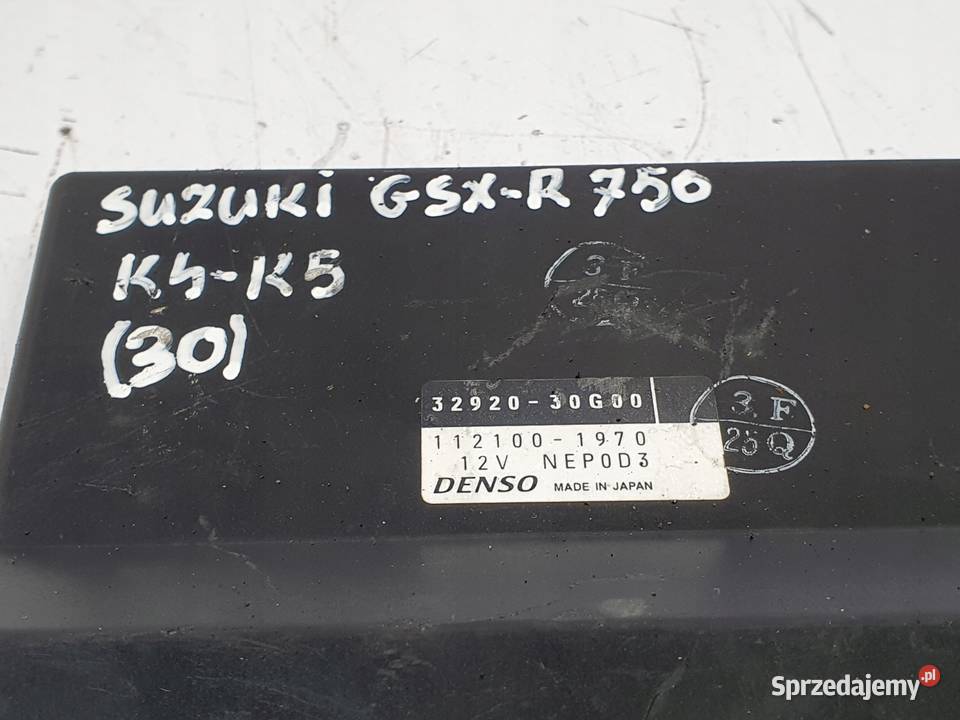 SUZUKI GSX-R 750
K4-K5
(30)
3 F
32920-30G00
3. F
25Q
112100-1970
12V NEP0D3
DENSO MADE IN JAPAN
Sprzedajemy.pl